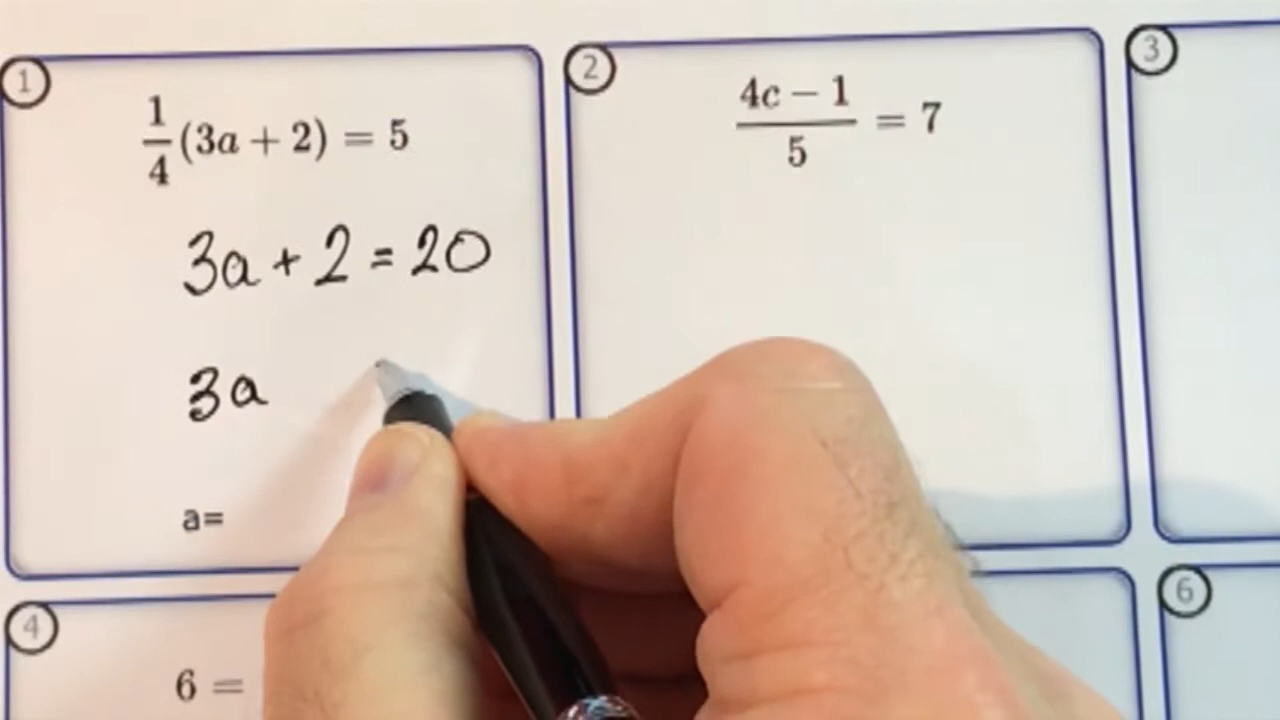 1
1/4 (3a + 2) = 5
3a + 2 = 20
3a
a=
2
(4c − 1)/5 = 7
3
4
6 =
6